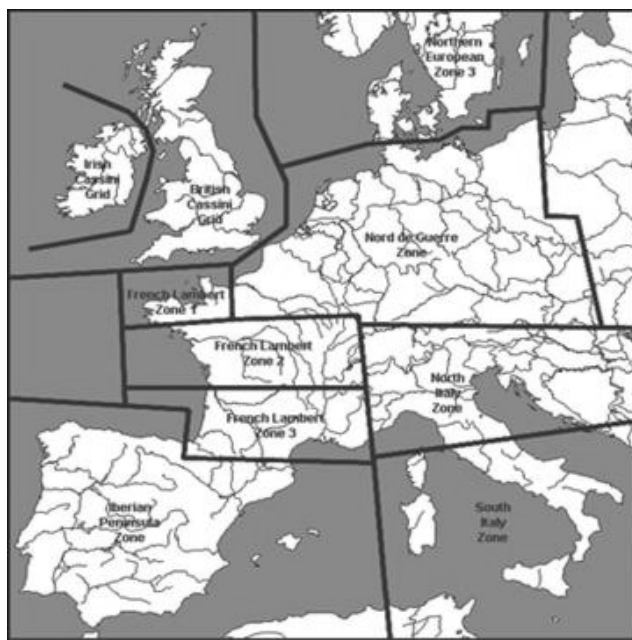 Northern
European
Zone 3
Irish
Cassini
Grid
British
Cassini
Grid
Nord de Guerre
Zone
French Lambert
Zone 1
French Lambert
Zone 2
North
Italy
Zone
French Lambert
Zone 3
Iberian
Peninsula
Zone
South
Italy
Zone